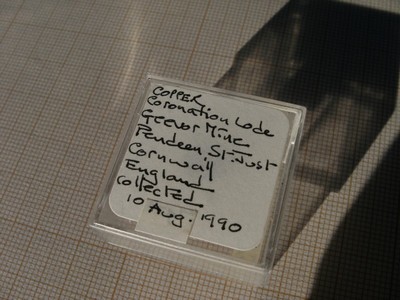 COPPER
Coronation Lode
Geevor Mine
Pendeen, St. Just
Cornwall
England
Collected
10 Aug. 1990